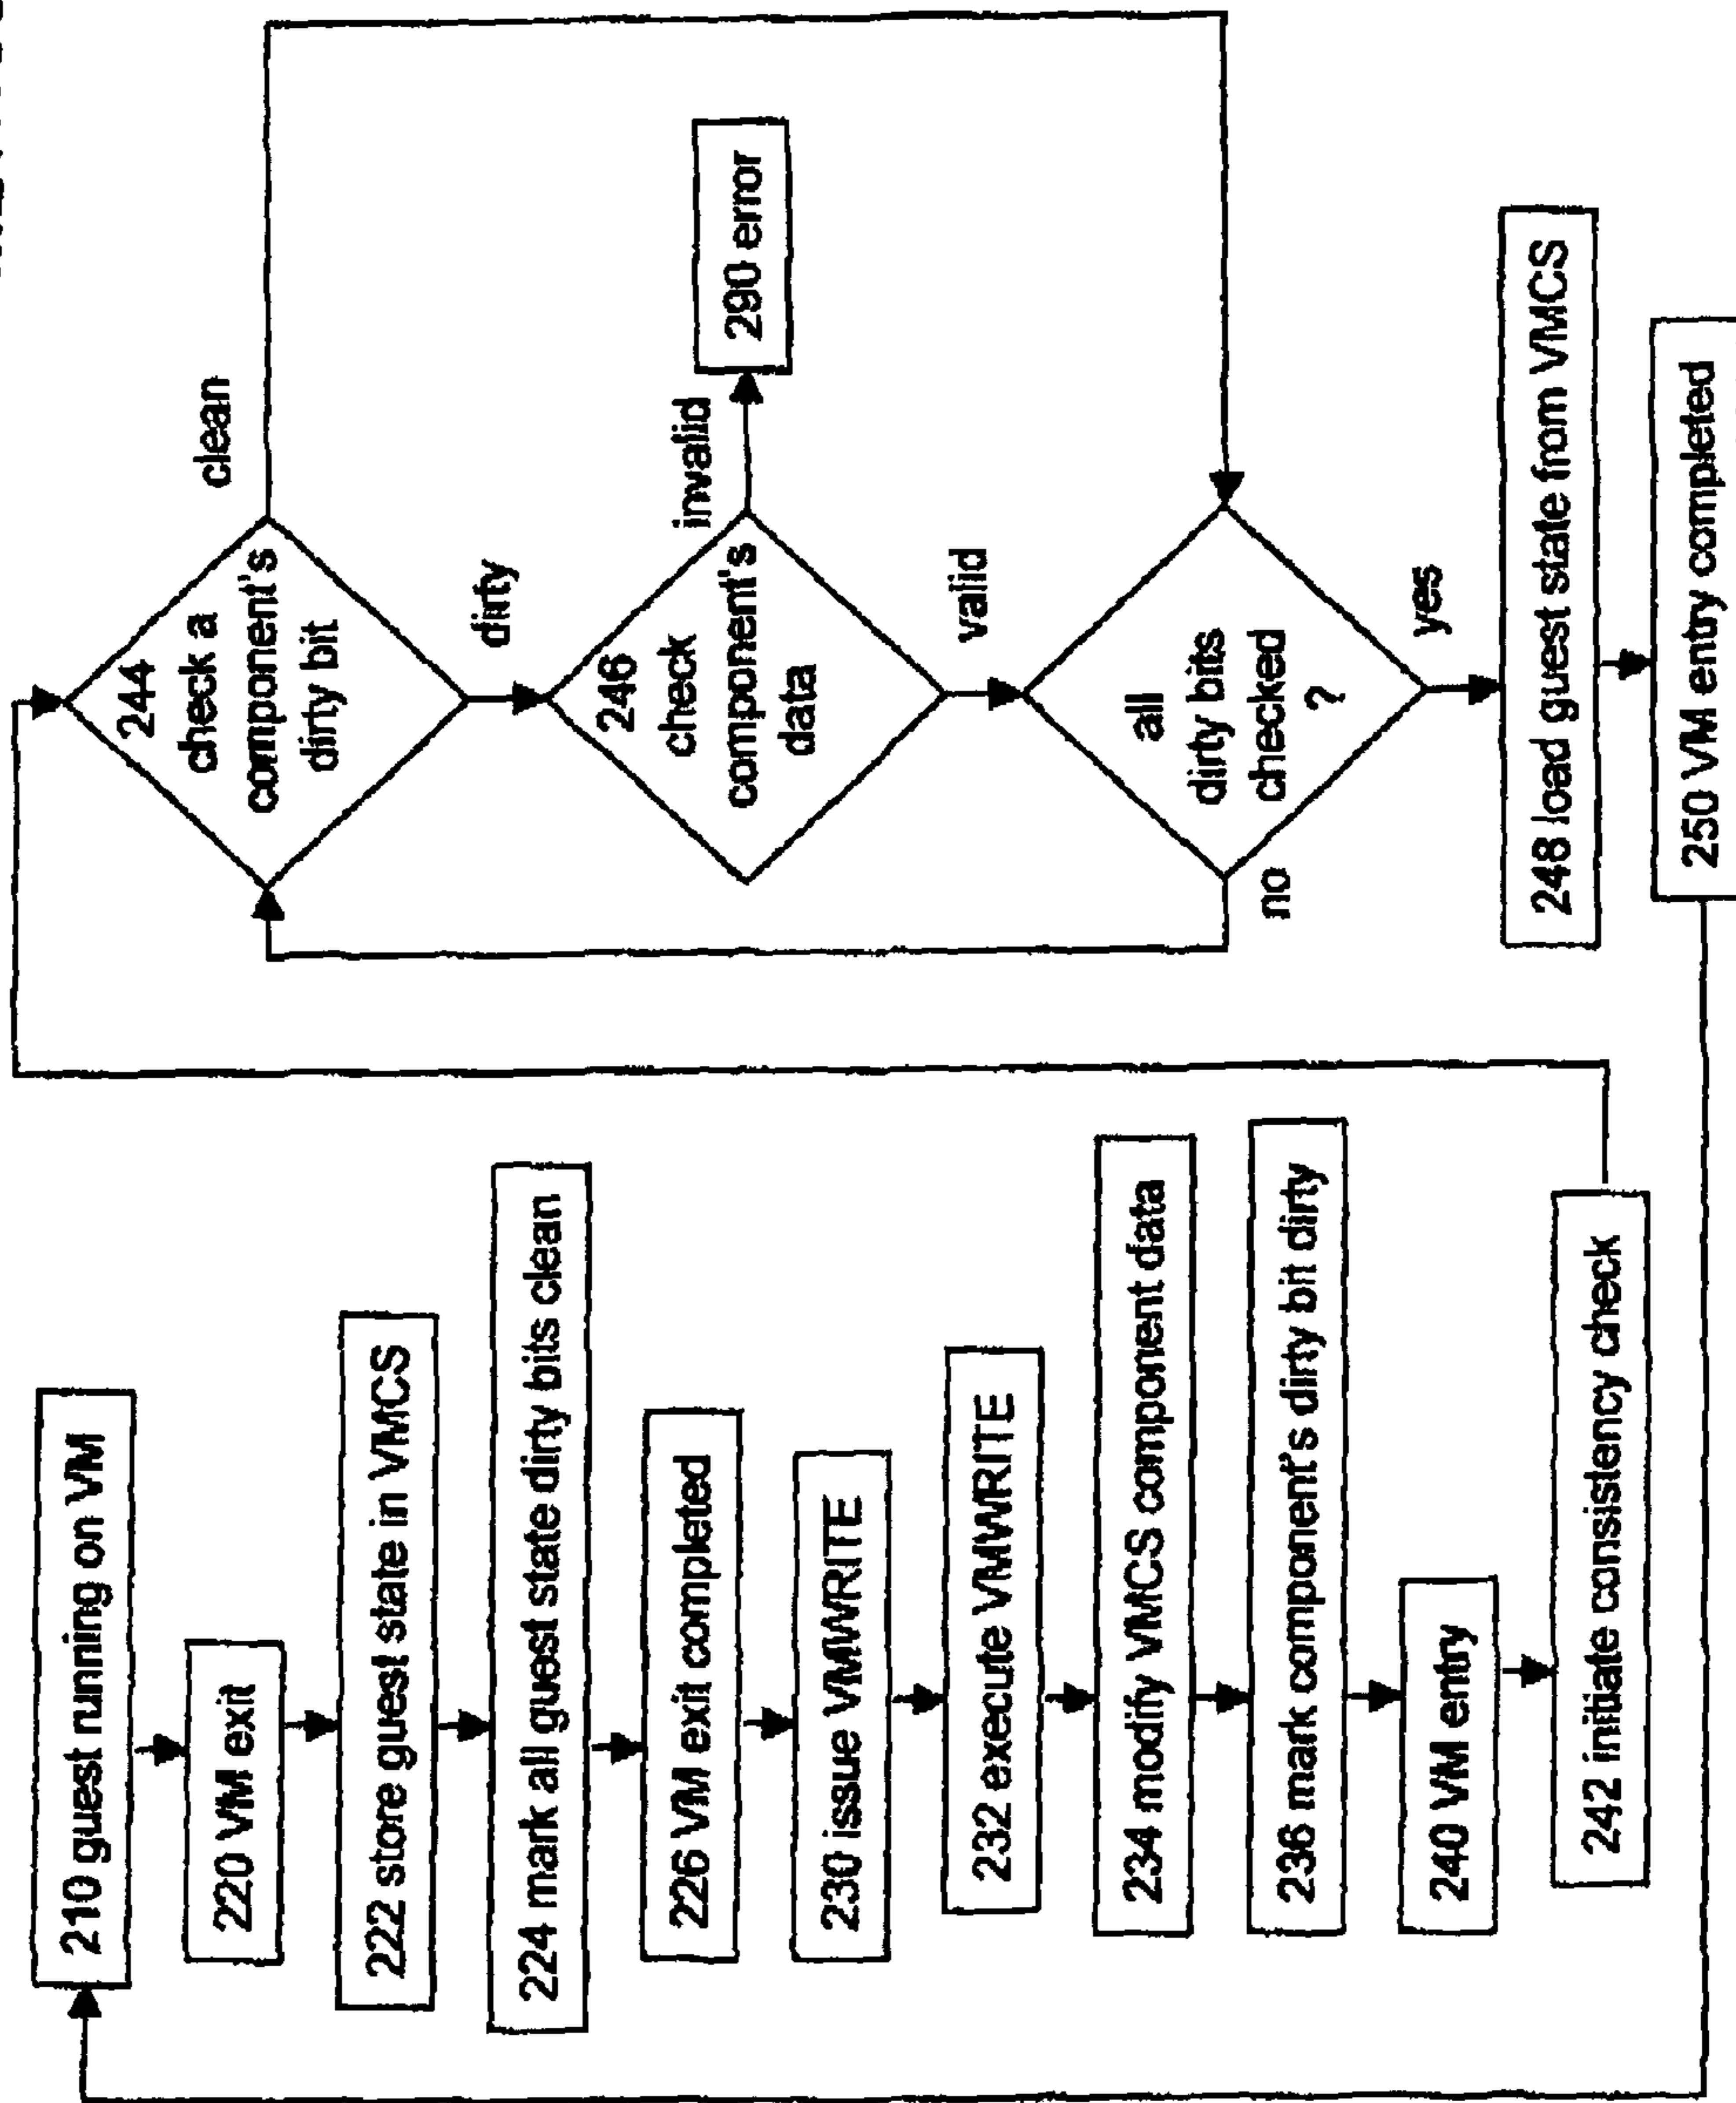 210 guest running on VM
220 VM exit
222 store guest state in VMCS
224 mark all guest state dirty bits clean
226 VM exit completed
230 issue VMWRITE
232 execute VMWRITE
234 modify VMCS component data
236 mark component's dirty bit dirty
240 VM entry
242 initiate consistency check
244
check a
component's
dirty bit
clean
dirty
246
check
component's
data
invalid
290 error
valid
all
dirty bits
checked
?
no
yes
248 load guest state from VMCS
250 VM entry completed